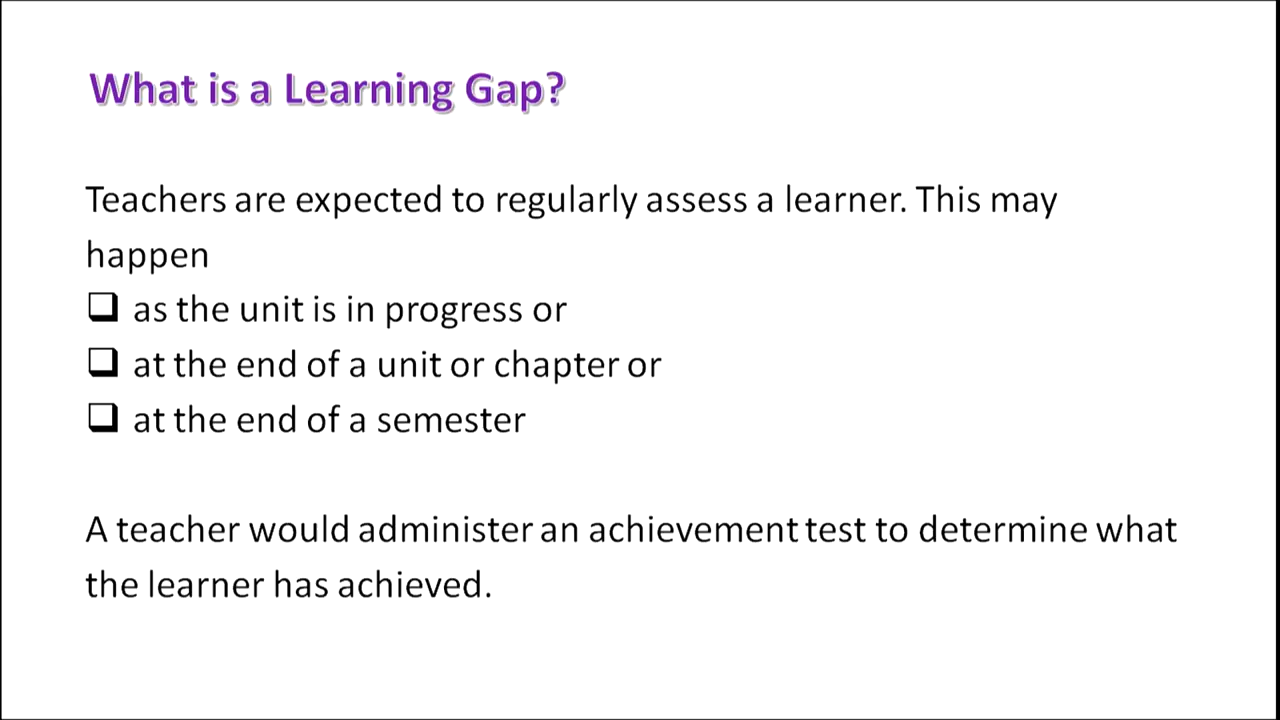 What is a Learning Gap?
Teachers are expected to regularly assess a learner. This may
happen
❑ as the unit is in progress or
❑ at the end of a unit or chapter or
❑ at the end of a semester
A teacher would administer an achievement test to determine what
the learner has achieved.